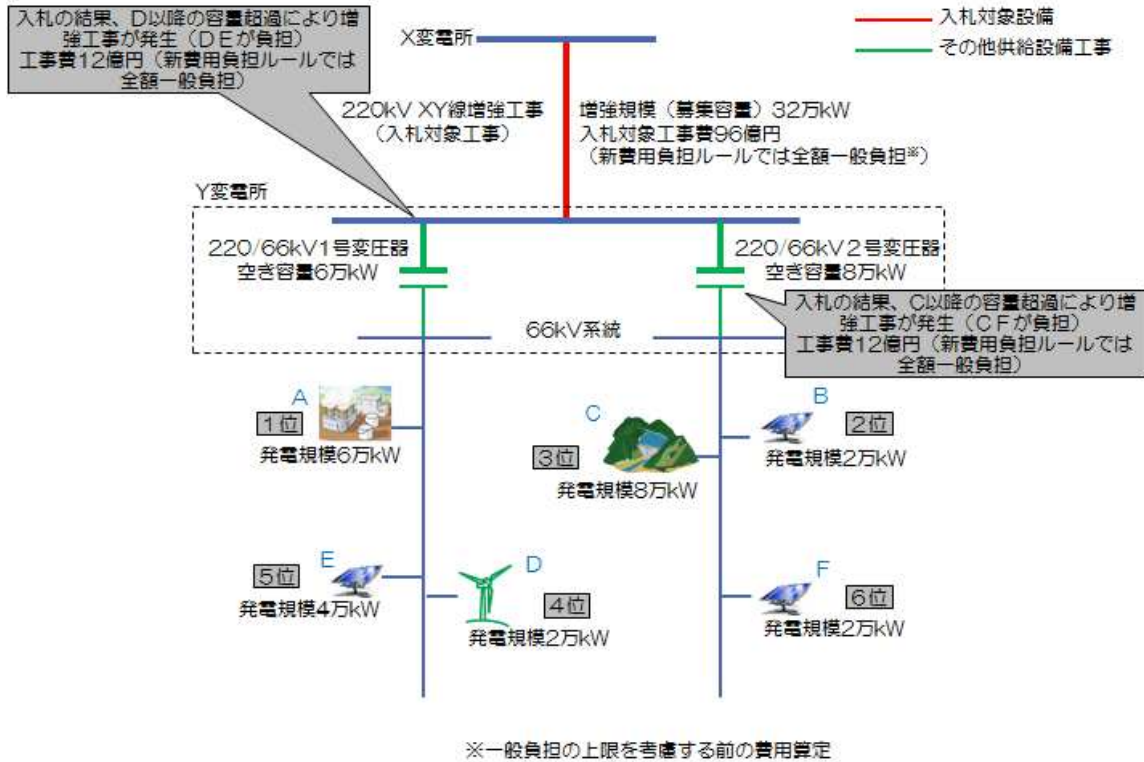 入札の結果、D以降の容量超過により増
強工事が発生（DEが負担）
工事費12億円（新費用負担ルールでは
全額一般負担）
X変電所
入札対象設備
その他供給設備工事
220kV XY線増強工事
（入札対象工事）
増強規模（募集容量）32万kW
入札対象工事費96億円
（新費用負担ルールでは全額一般負担※）
Y変電所
220/66kV1号変圧器
空き容量6万kW
220/66kV2号変圧器
空き容量8万kW
入札の結果、C以降の容量超過により増
強工事が発生（CFが負担）
工事費12億円（新費用負担ルールでは
全額一般負担）
66kV系統
A
1位
発電規模6万kW
C
3位
発電規模8万kW
B
2位
発電規模2万kW
E
5位
発電規模4万kW
D
4位
発電規模2万kW
F
6位
発電規模2万kW
※一般負担の上限を考慮する前の費用算定